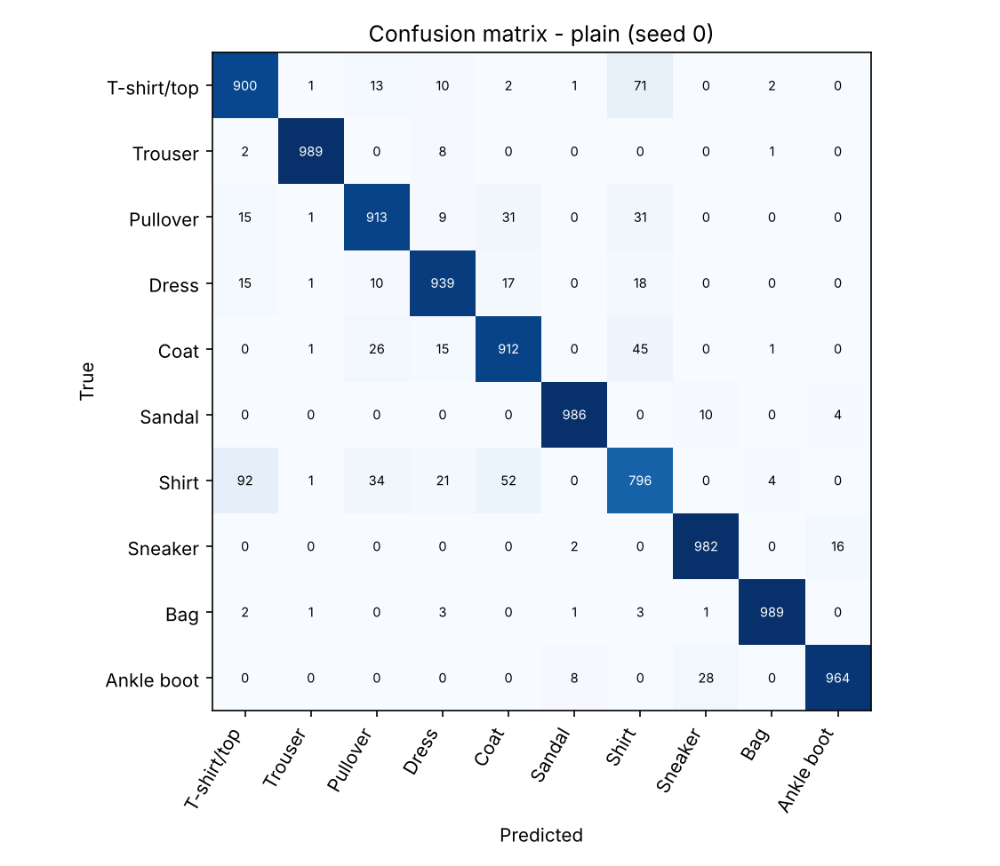 Confusion matrix - plain (seed 0)
True
T-shirt/top 900 1 13 10 2 1 71 0 2 0
Trouser 2 989 0 8 0 0 0 0 1 0
Pullover 15 1 913 9 31 0 31 0 0 0
Dress 15 1 10 939 17 0 18 0 0 0
Coat 0 1 26 15 912 0 45 0 1 0
Sandal 0 0 0 0 0 986 0 10 0 4
Shirt 92 1 34 21 52 0 796 0 4 0
Sneaker 0 0 0 0 0 2 0 982 0 16
Bag 2 1 0 3 0 1 3 1 989 0
Ankle boot 0 0 0 0 0 8 0 28 0 964
T-shirt/top Trouser Pullover Dress Coat Sandal Shirt Sneaker Bag Ankle boot
Predicted